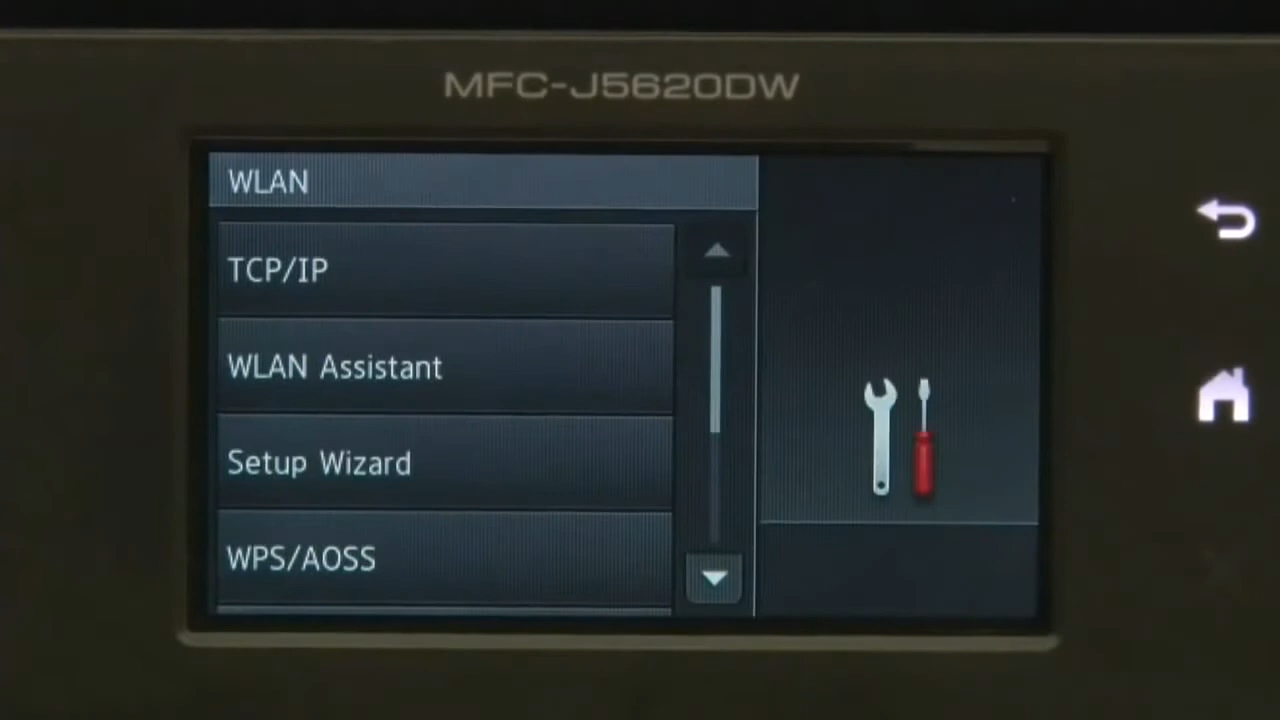 MFC-J5620DW
WLAN
TCP/IP
WLAN Assistant
Setup Wizard
WPS/AOSS